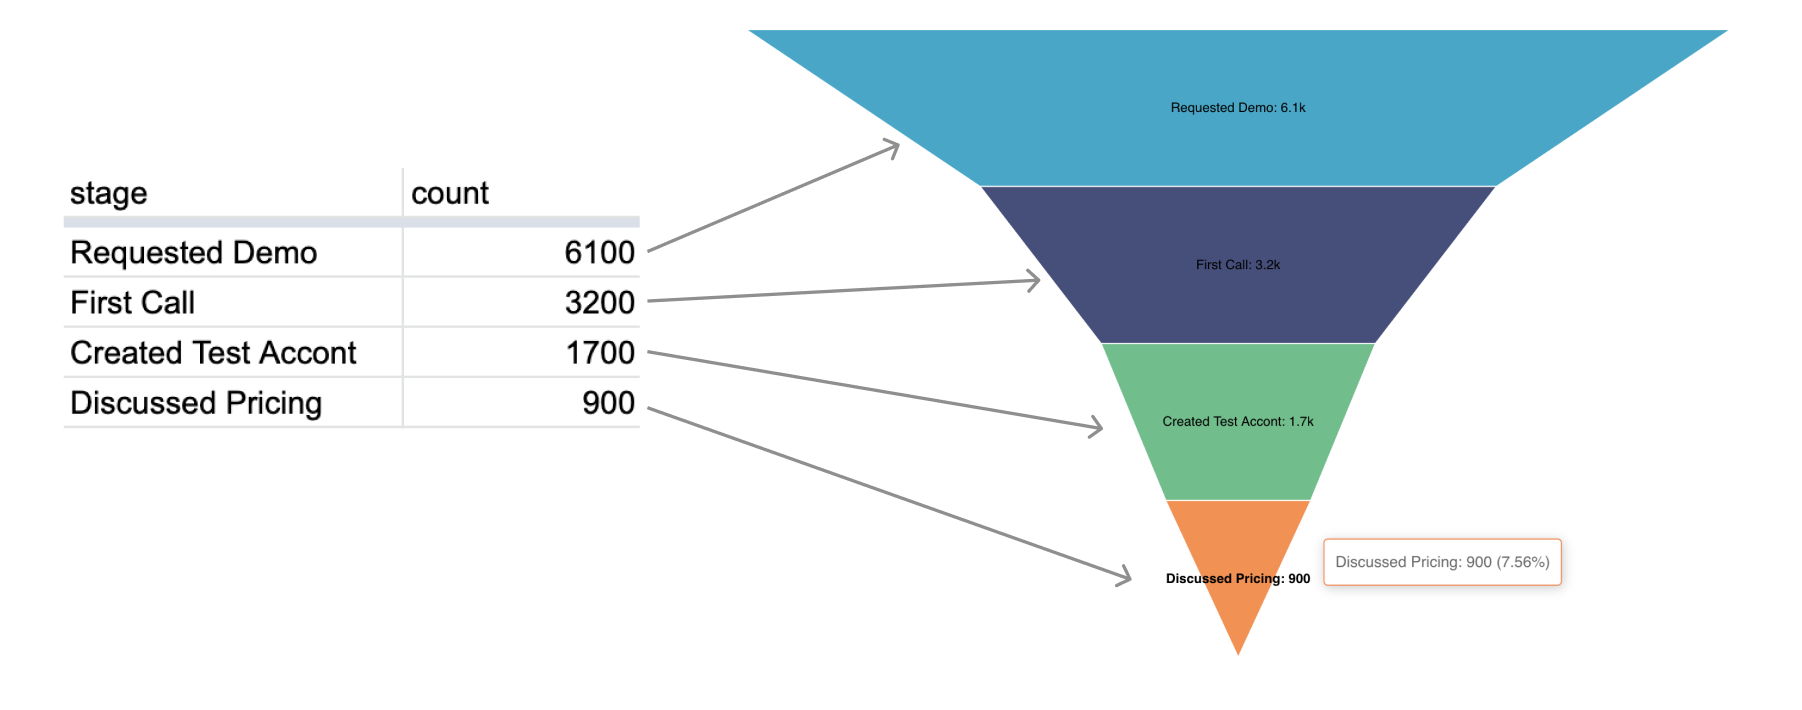 stage count
Requested Demo 6100
First Call 3200
Created Test Accont 1700
Discussed Pricing 900
Requested Demo: 6.1k
First Call: 3.2k
Created Test Accont: 1.7k
Discussed Pricing: 900
Discussed Pricing: 900 (7.56%)